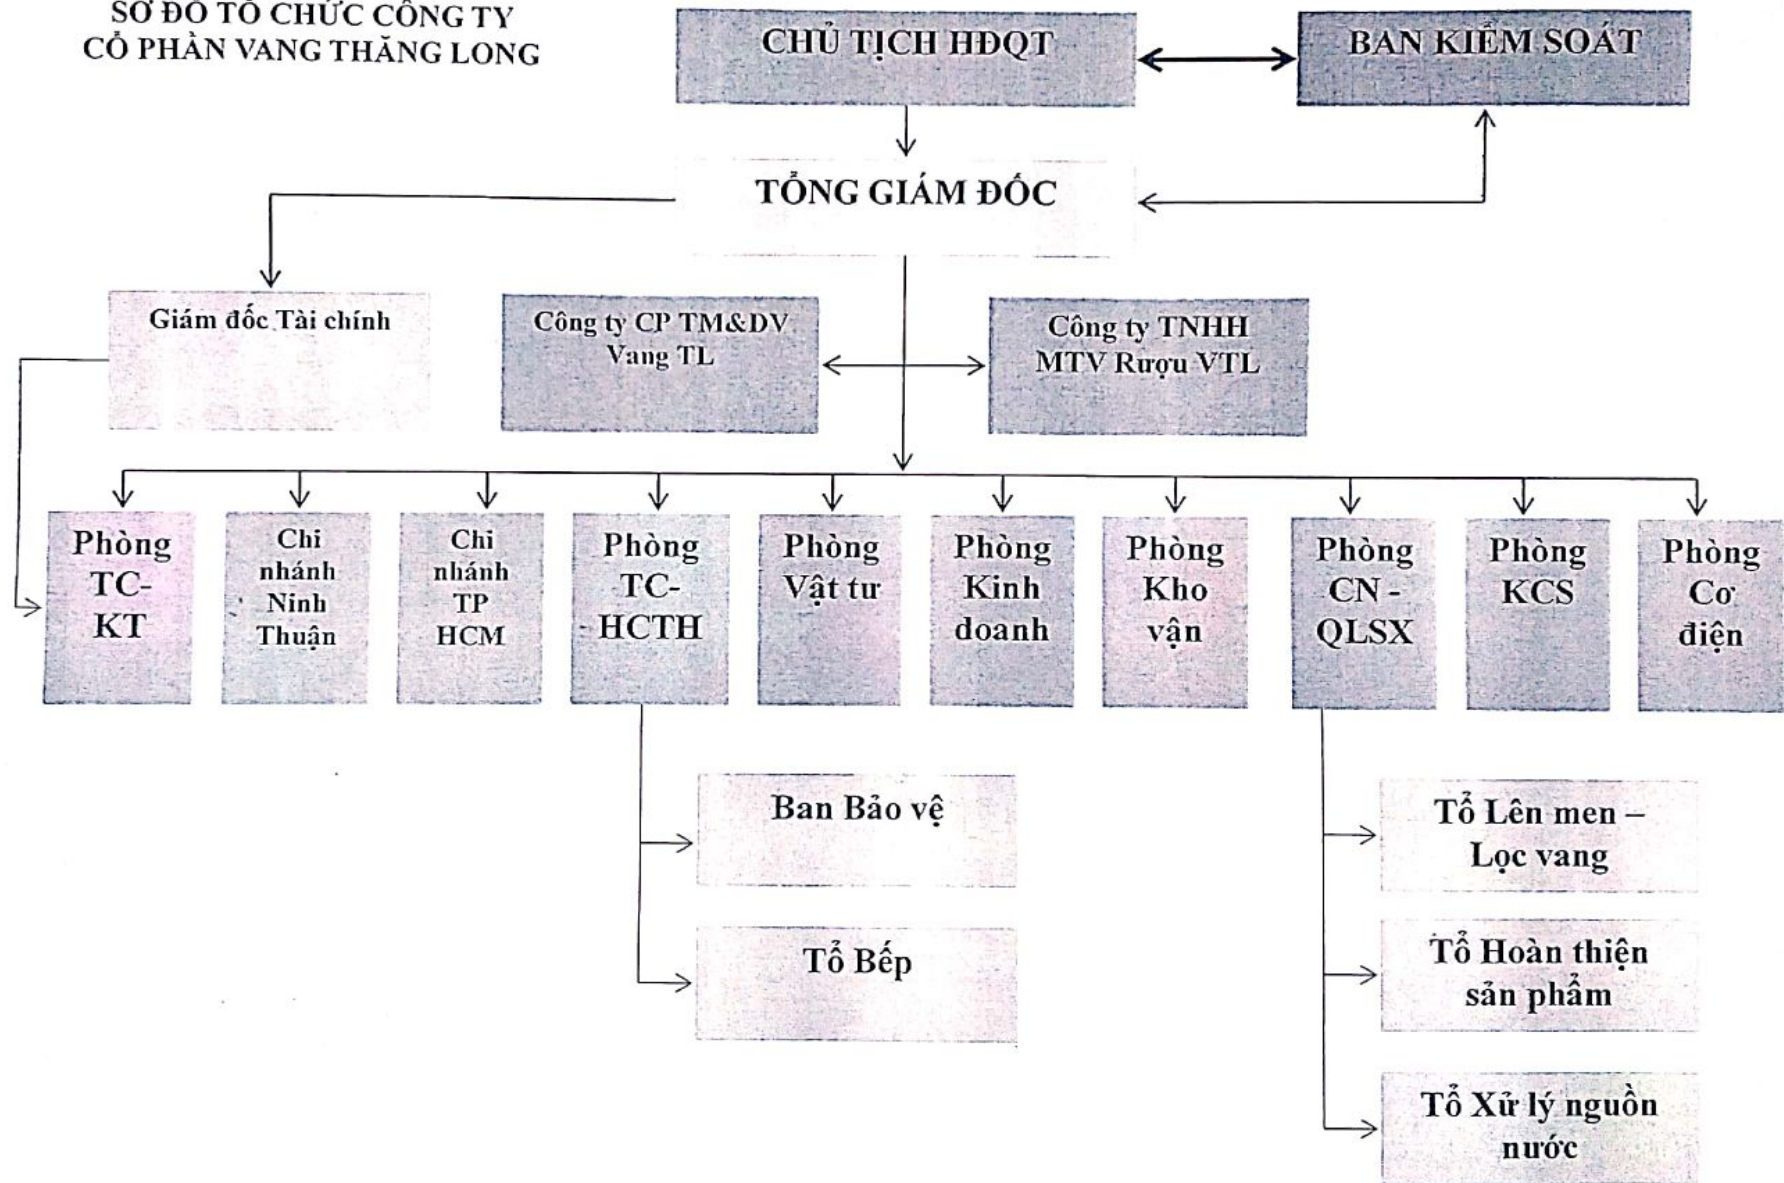 SƠ ĐỒ TỔ CHỨC CÔNG TY
CỔ PHẦN VANG THĂNG LONG
CHỦ TỊCH HĐQT
BAN KIỂM SOÁT
TỔNG GIÁM ĐỐC
Giám đốc Tài chính
Công ty CP TM&DV
Vang TL
Công ty TNHH
MTV Rượu VTL
Phòng
TC-
KT
Chi
nhánh
Ninh
Thuận
Chi
nhánh
TP
HCM
Phòng
TC-
HCTH
Phòng
Vật tư
Phòng
Kinh
doanh
Phòng
Kho
vận
Phòng
CN -
QLSX
Phòng
KCS
Phòng
Cơ
điện
Ban Bảo vệ
Tổ Bếp
Tổ Lên men –
Lọc vang
Tổ Hoàn thiện
sản phẩm
Tổ Xử lý nguồn
nước